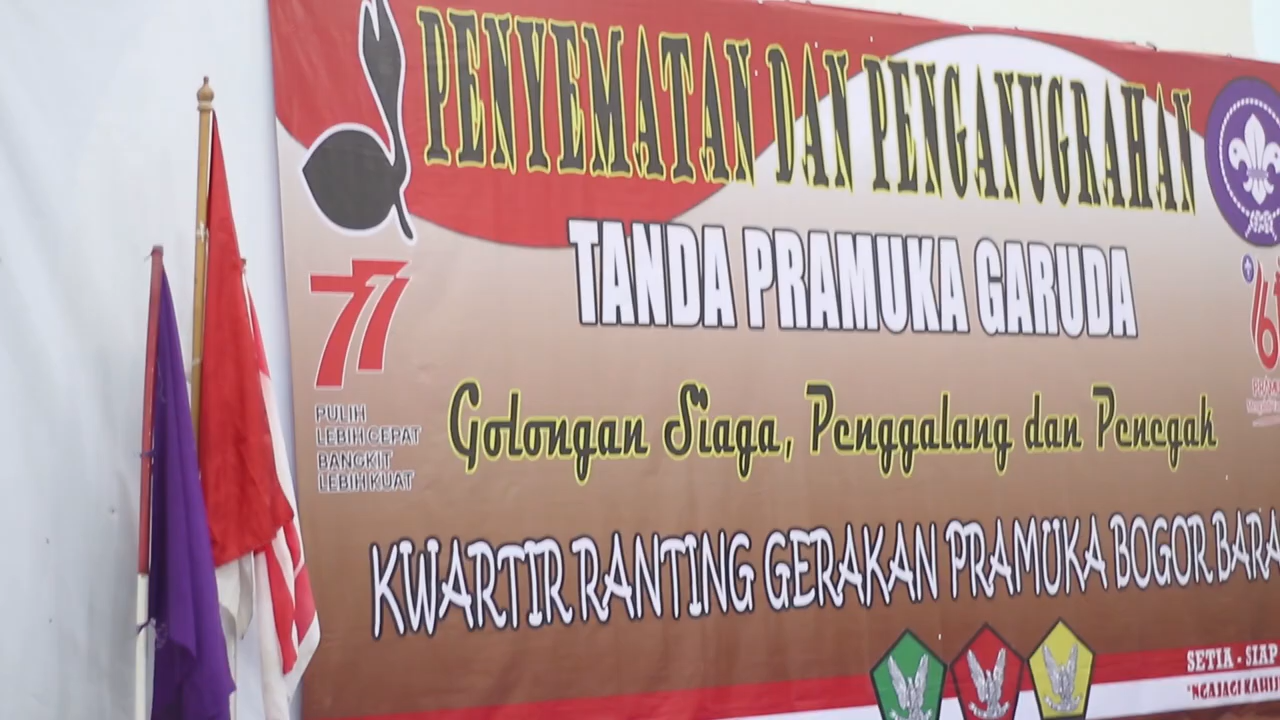 PENYEMATAN DAN PENGANUGRAHAN
TANDA PRAMUKA GARUDA
77
PULIH
LEBIH CEPAT
BANGKIT
LEBIH KUAT
Golongan Siaga, Penggalang dan Penegak
KWARTIR RANTING GERAKAN PRAMUKA BOGOR BARA
SETIA - SIAP